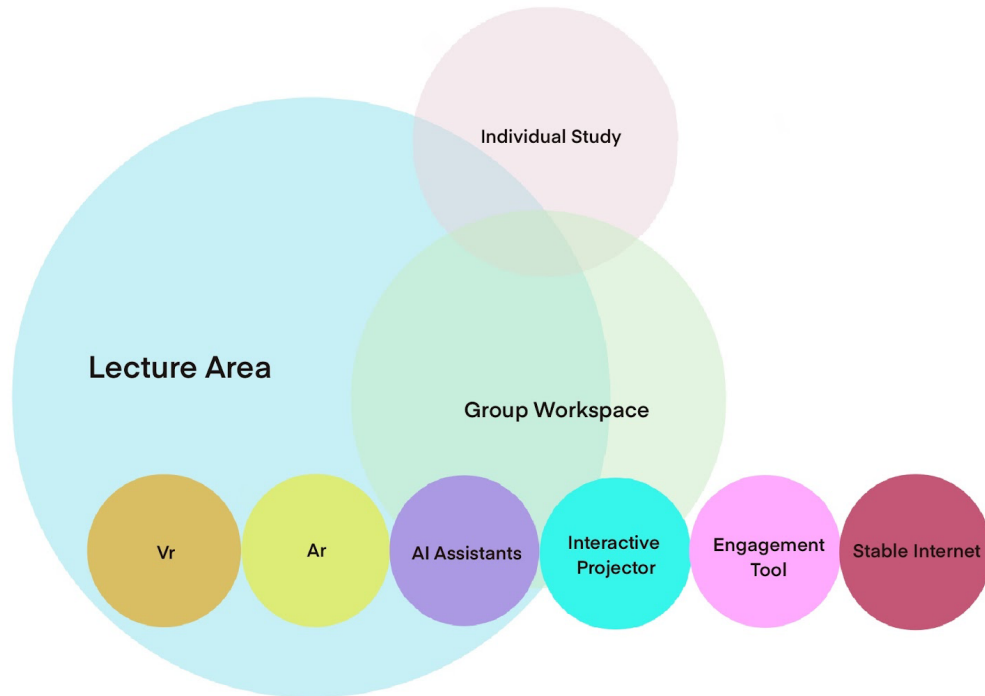 Individual Study
Lecture Area
Group Workspace
Vr
Ar
AI Assistants
Interactive
Projector
Engagement
Tool
Stable Internet